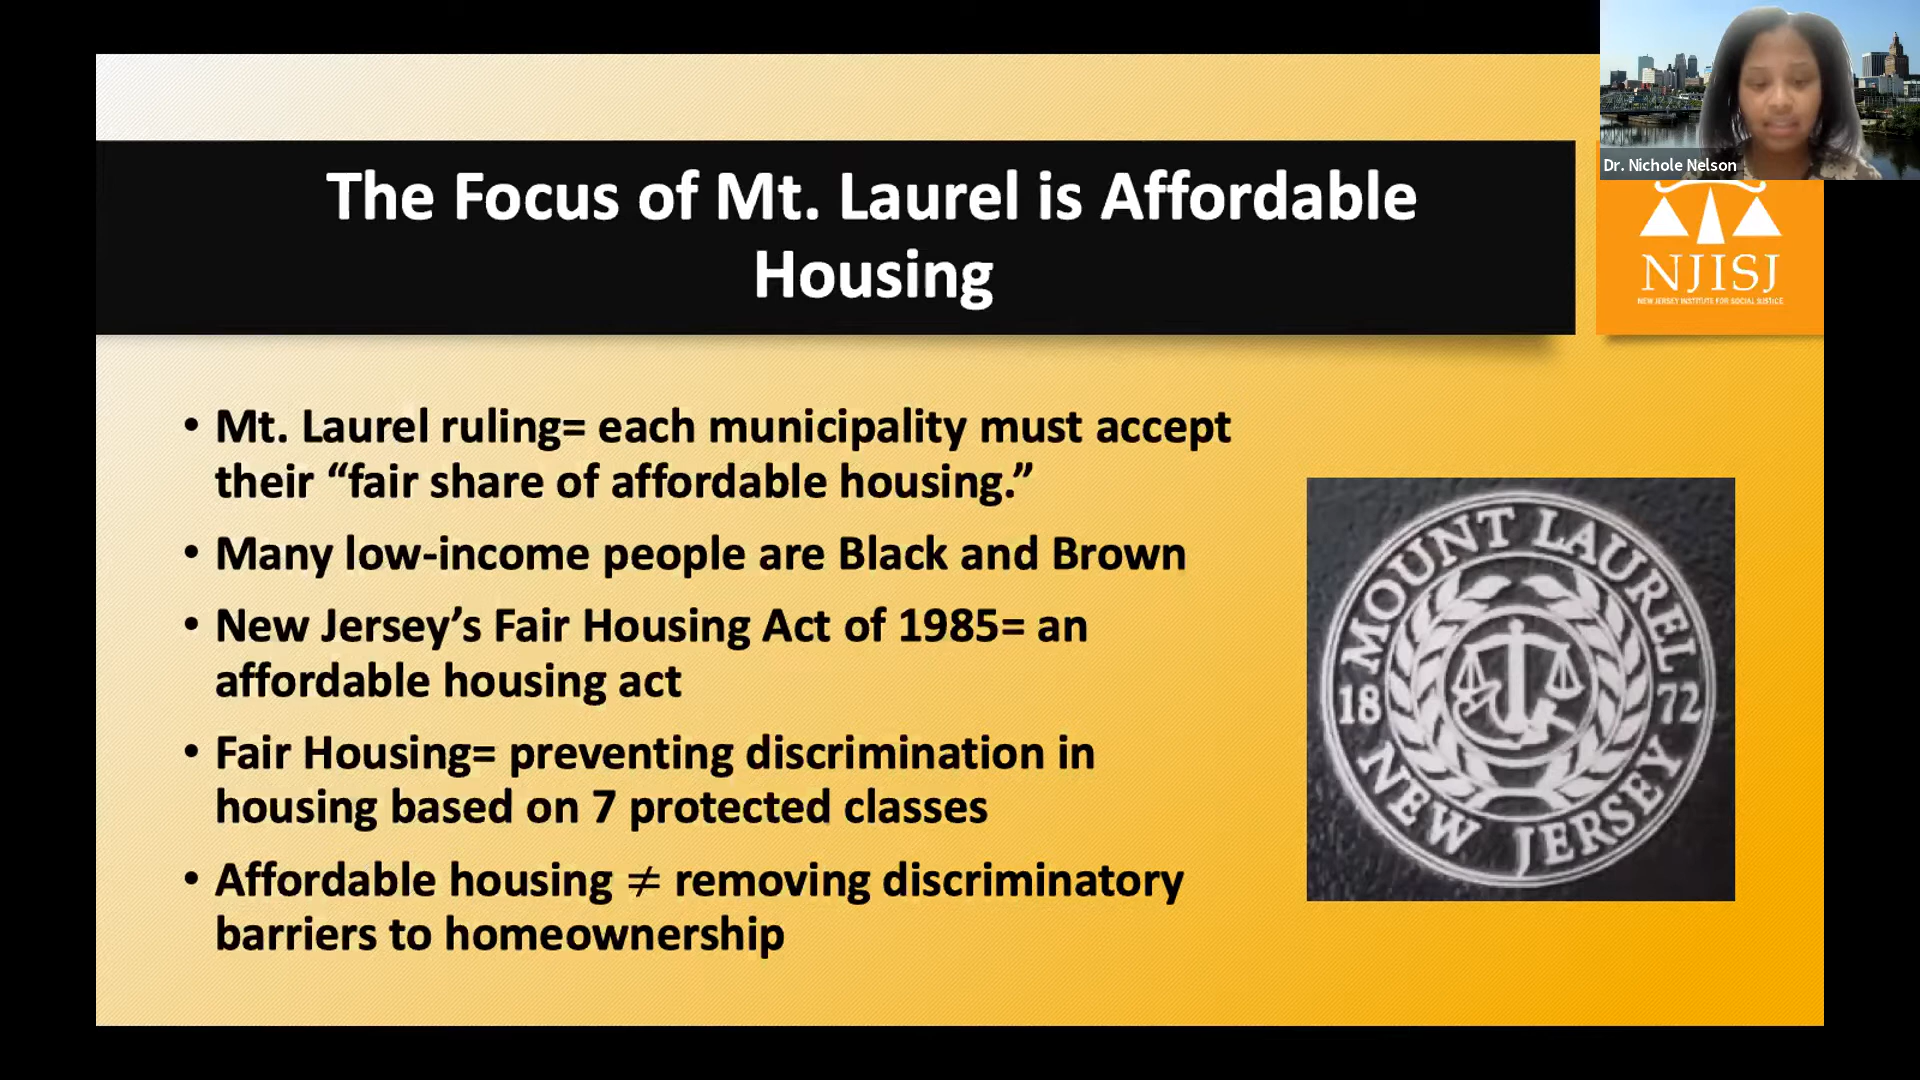 Dr. Nichole Nelson
The Focus of Mt. Laurel is Affordable
Housing
NJISJ
NEW JERSEY INSTITUTE FOR SOCIAL JUSTICE
• Mt. Laurel ruling= each municipality must accept
their “fair share of affordable housing.”
• Many low-income people are Black and Brown
• New Jersey’s Fair Housing Act of 1985= an
affordable housing act
• Fair Housing= preventing discrimination in
housing based on 7 protected classes
• Affordable housing ≠ removing discriminatory
barriers to homeownership
MOUNT LAUREL
18 72
NEW JERSEY